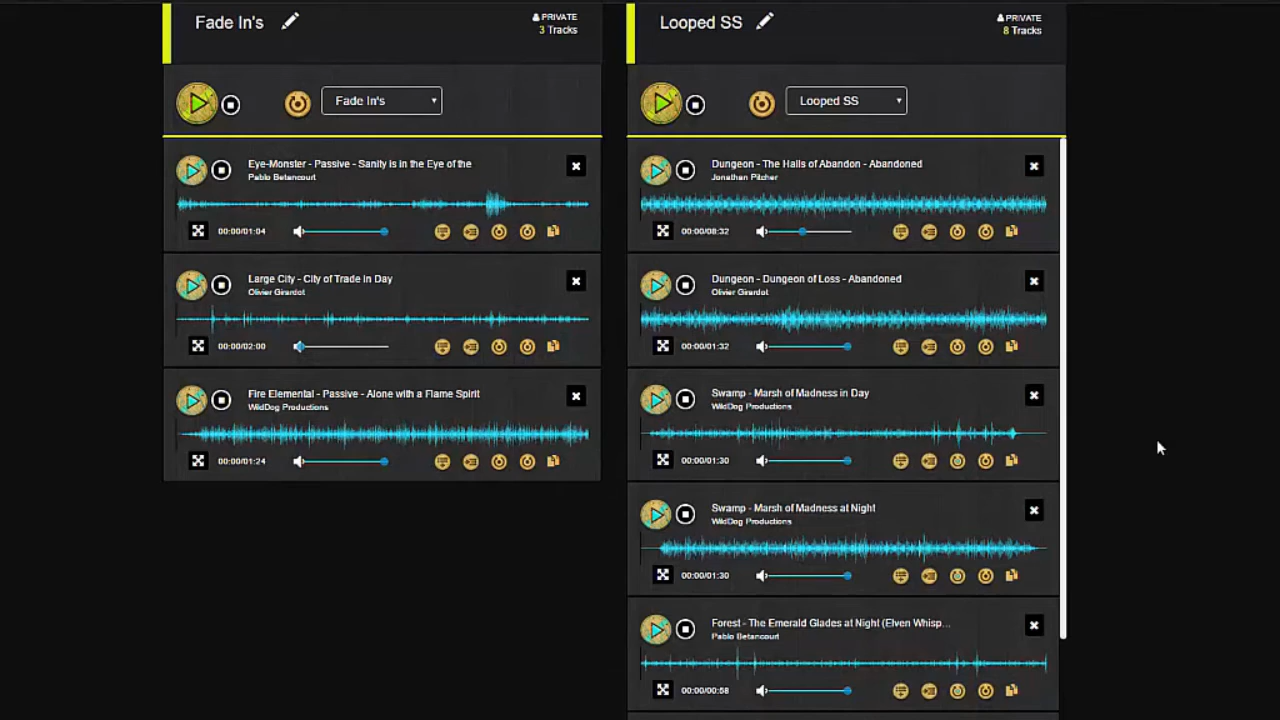 Fade In's
PRIVATE
3 Tracks
Fade In's
Eye-Monster - Passive - Sanity is in the Eye of the
Pablo Betancourt
00:00/01:04
Large City - City of Trade in Day
Olivier Girardot
00:00/02:00
Fire Elemental - Passive - Alone with a Flame Spirit
WildDog Productions
00:00/01:24
Looped SS
PRIVATE
8 Tracks
Looped SS
Dungeon - The Halls of Abandon - Abandoned
Jonathan Pilcher
00:00/08:32
Dungeon - Dungeon of Loss - Abandoned
Olivier Girardot
00:00/01:32
Swamp - Marsh of Madness in Day
WildDog Productions
00:00/01:30
Swamp - Marsh of Madness at Night
WildDog Productions
00:00/01:30
Forest - The Emerald Glades at Night (Elven Whisp...
Pablo Betancourt
00:00/00:58